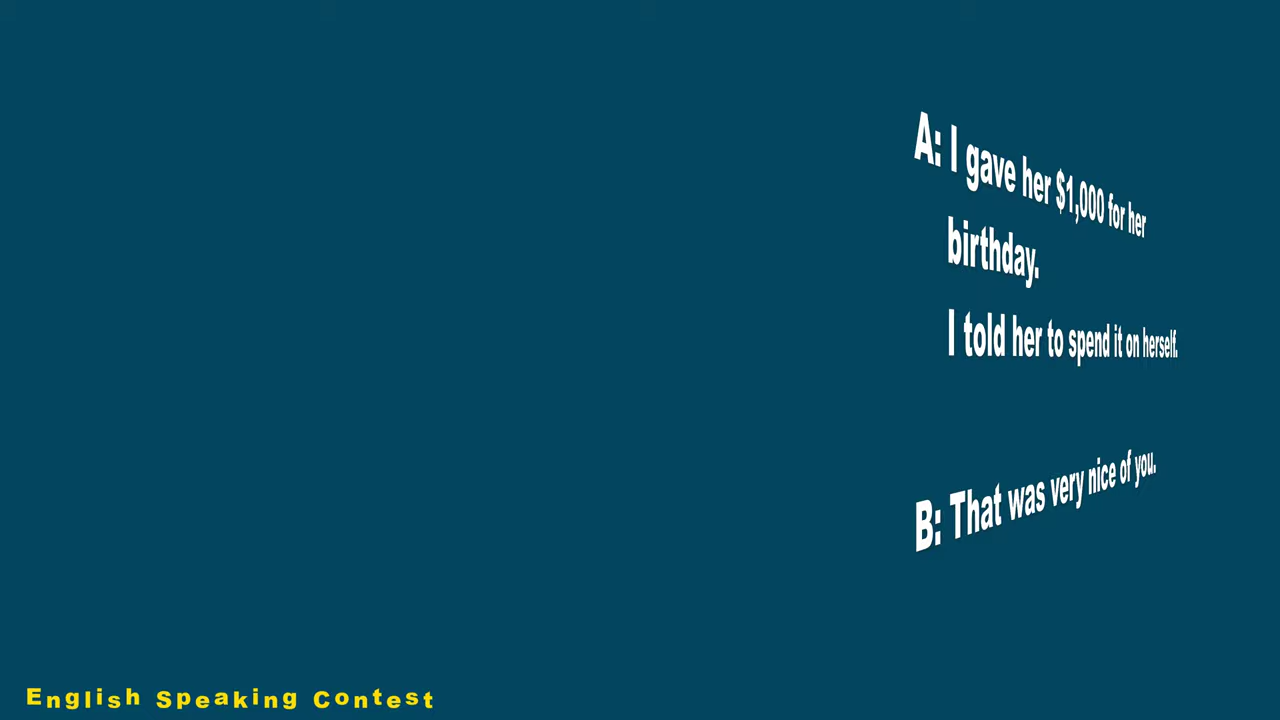 A: I gave her $1,000 for her
birthday.
I told her to spend it on herself.
B: That was very nice of you.
English Speaking Contest